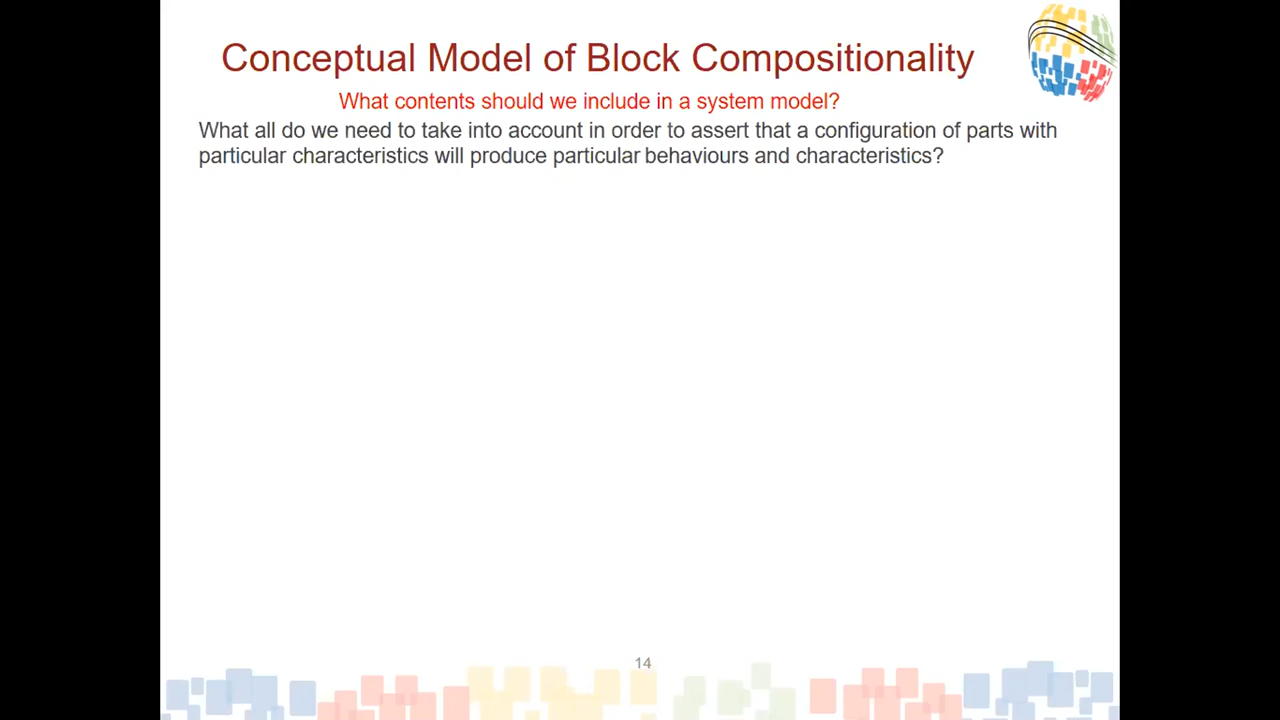 Conceptual Model of Block Compositionality
What contents should we include in a system model?
What all do we need to take into account in order to assert that a configuration of parts with
particular characteristics will produce particular behaviours and characteristics?
14